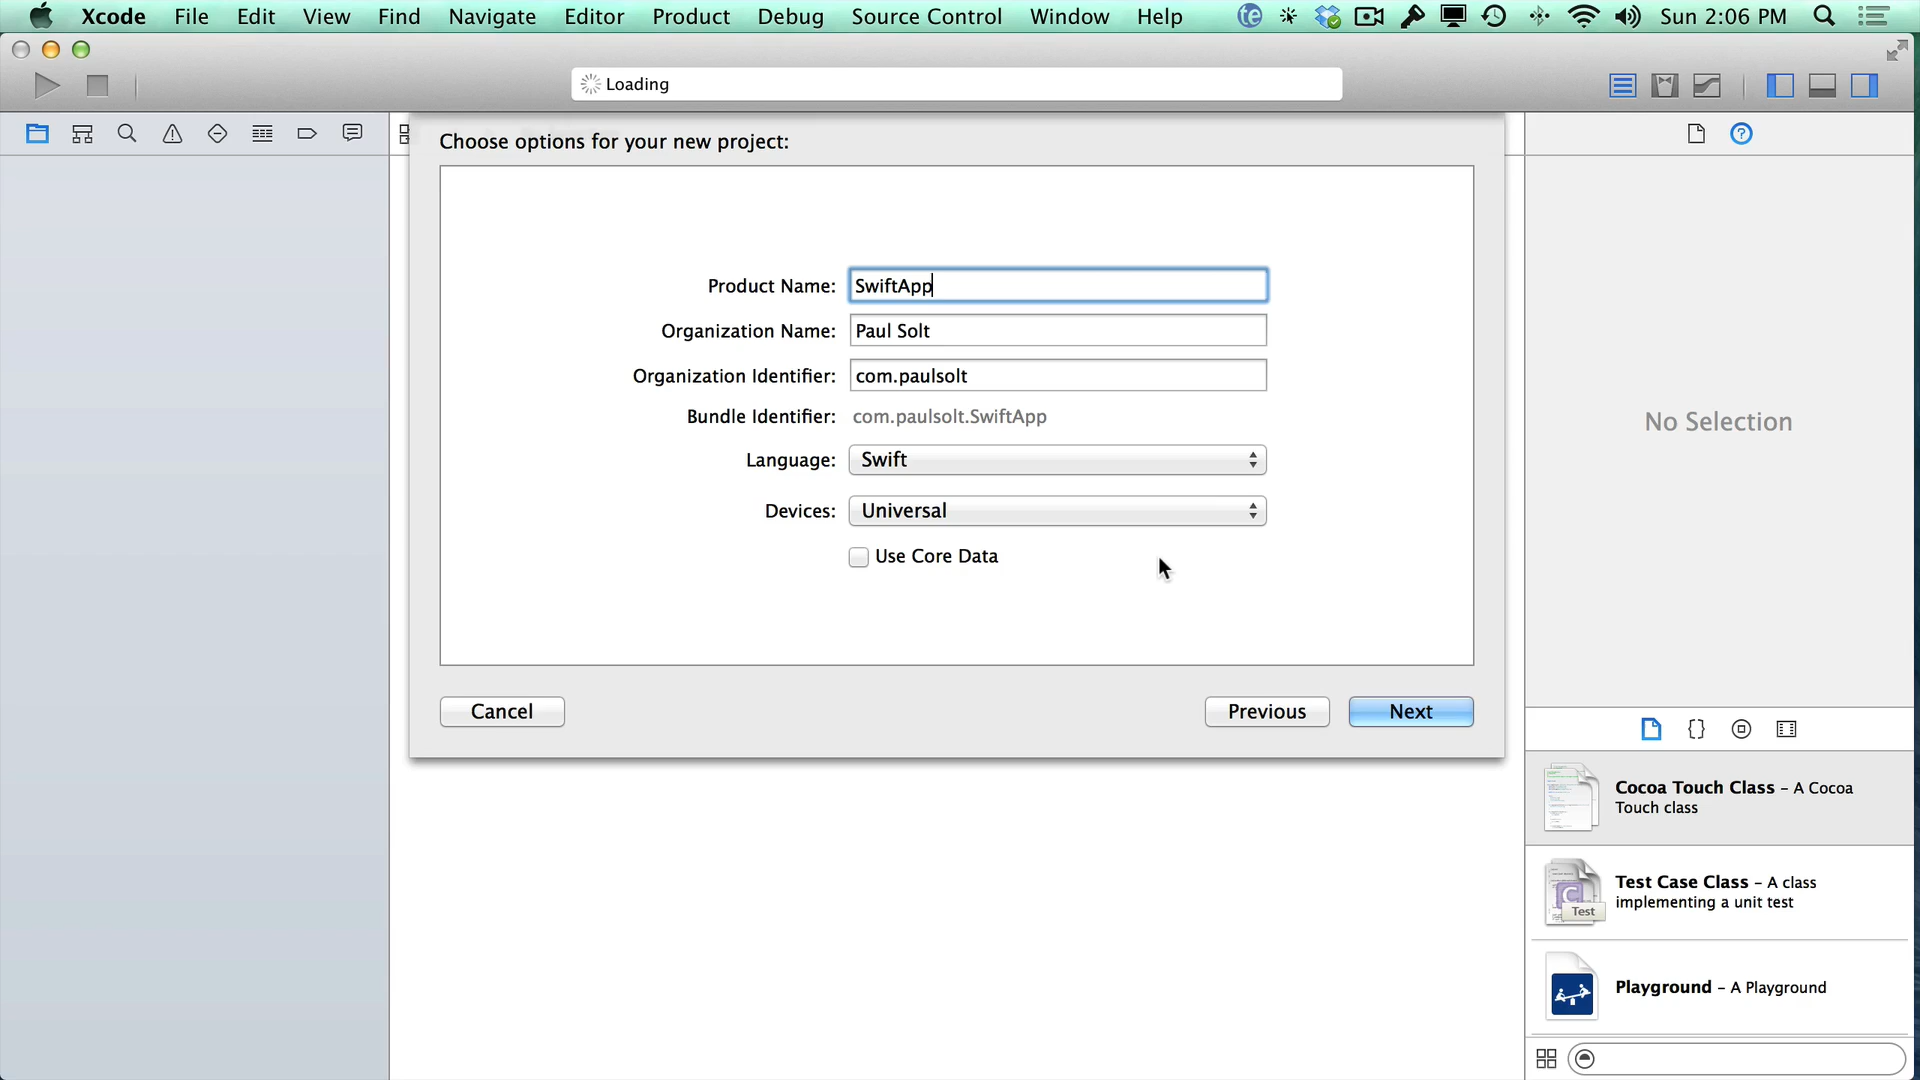 Xcode File Edit View Find Navigate Editor Product Debug Source Control Window Help te Sun 2:06 PM
Loading
Choose options for your new project:
Product Name: SwiftApp
Organization Name: Paul Solt
Organization Identifier: com.paulsolt
Bundle Identifier: com.paulsolt.SwiftApp
Language: Swift
Devices: Universal
Use Core Data
Cancel Previous Next
No Selection
{}
Cocoa Touch Class – A Cocoa
Touch class
C
Test
Test Case Class – A class
implementing a unit test
Playground – A Playground